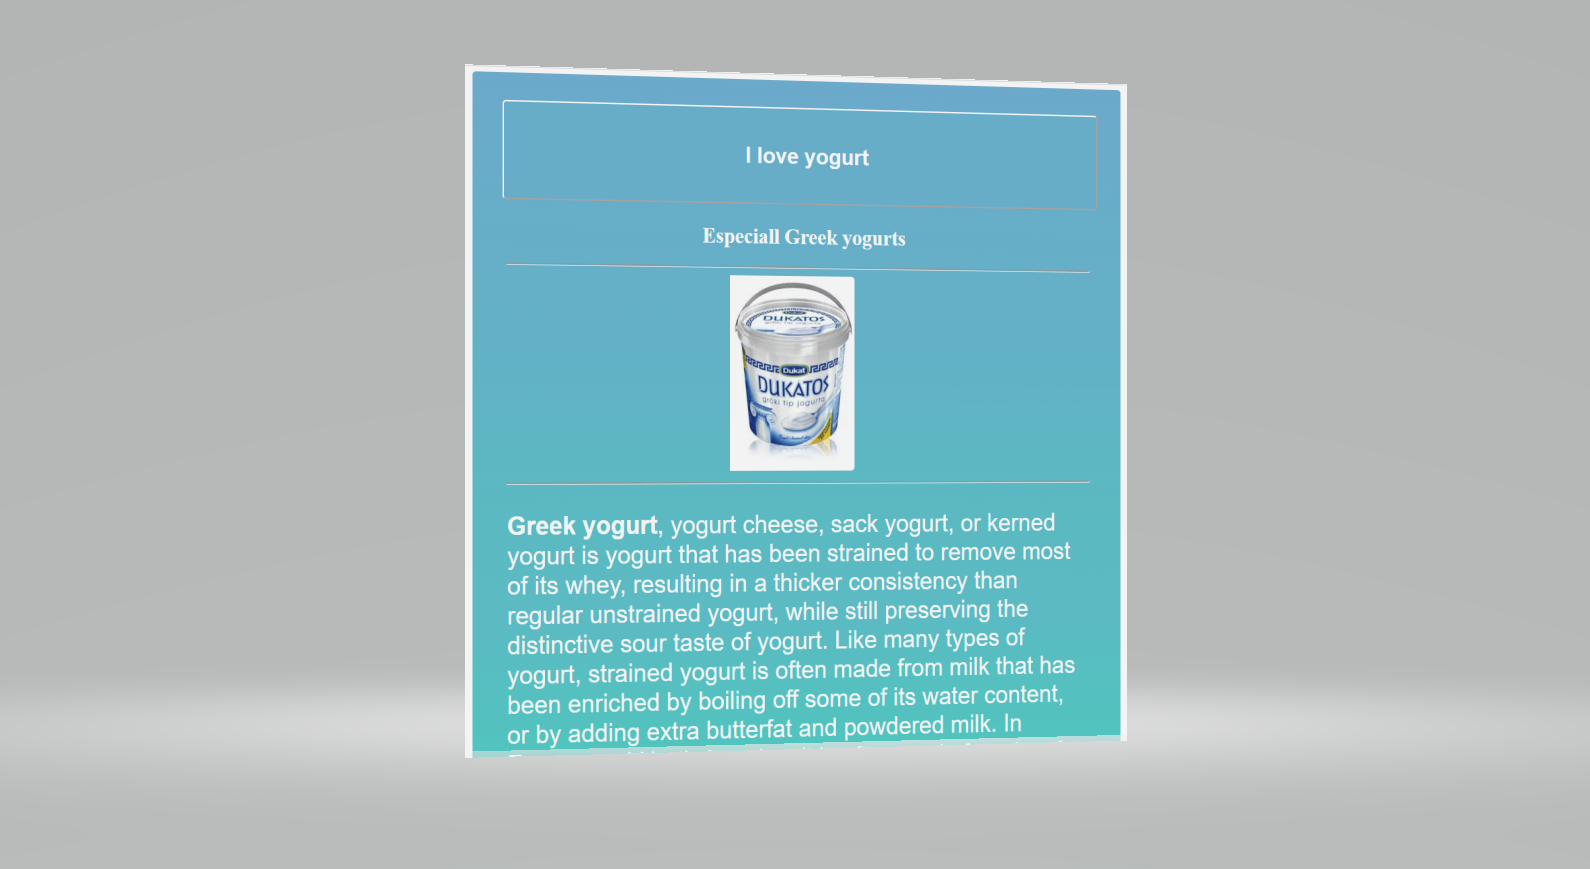 I love yogurt
Especiall Greek yogurts
DUKATOS
Dukat
DUKATOS
grčki tip jogurta
Greek yogurt, yogurt cheese, sack yogurt, or kerned
yogurt is yogurt that has been strained to remove most
of its whey, resulting in a thicker consistency than
regular unstrained yogurt, while still preserving the
distinctive sour taste of yogurt. Like many types of
yogurt, strained yogurt is often made from milk that has
been enriched by boiling off some of its water content,
or by adding extra butterfat and powdered milk. In